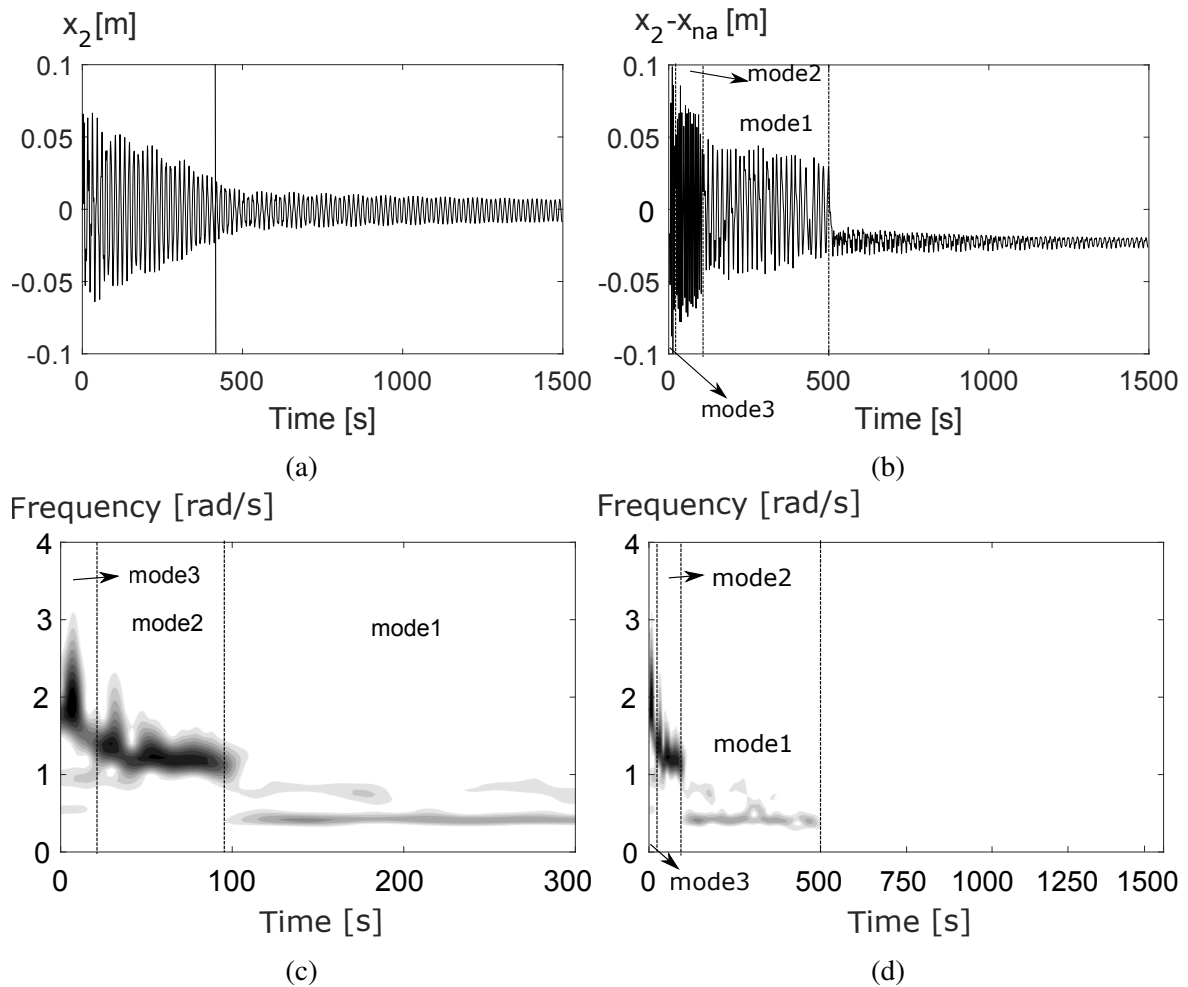 x2 [m]
0.1
0.05
0
-0.05
-0.1
0 500 1000 1500
Time [s]
(a)
x2-xna [m]
0.1
0.05
0
-0.05
-0.1
mode2
mode1
0 500 1000 1500
mode3
Time [s]
(b)
Frequency [rad/s]
4
3
2
1
0
mode3
mode2
mode1
0 100 200 300
Time [s]
(c)
Frequency [rad/s]
4
3
2
1
0
mode2
mode1
0 500 750 1000 1250 1500
mode3
Time [s]
(d)